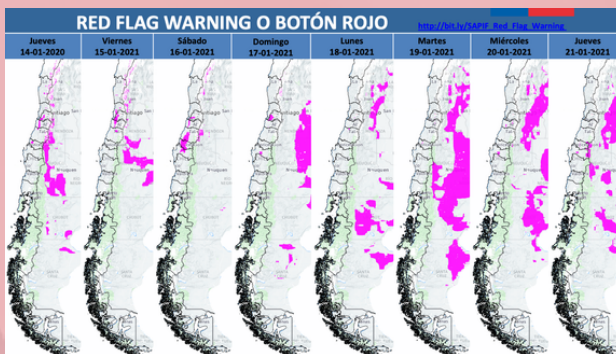 RED FLAG WARNING O BOTÓN ROJO
http://bit.ly/SAPIF_Red_Flag_Warning
Jueves
14-01-2020
Viernes
15-01-2021
Sábado
16-01-2021
Domingo
17-01-2021
Lunes
18-01-2021
Martes
19-01-2021
Miércoles
20-01-2021
Jueves
21-01-2021